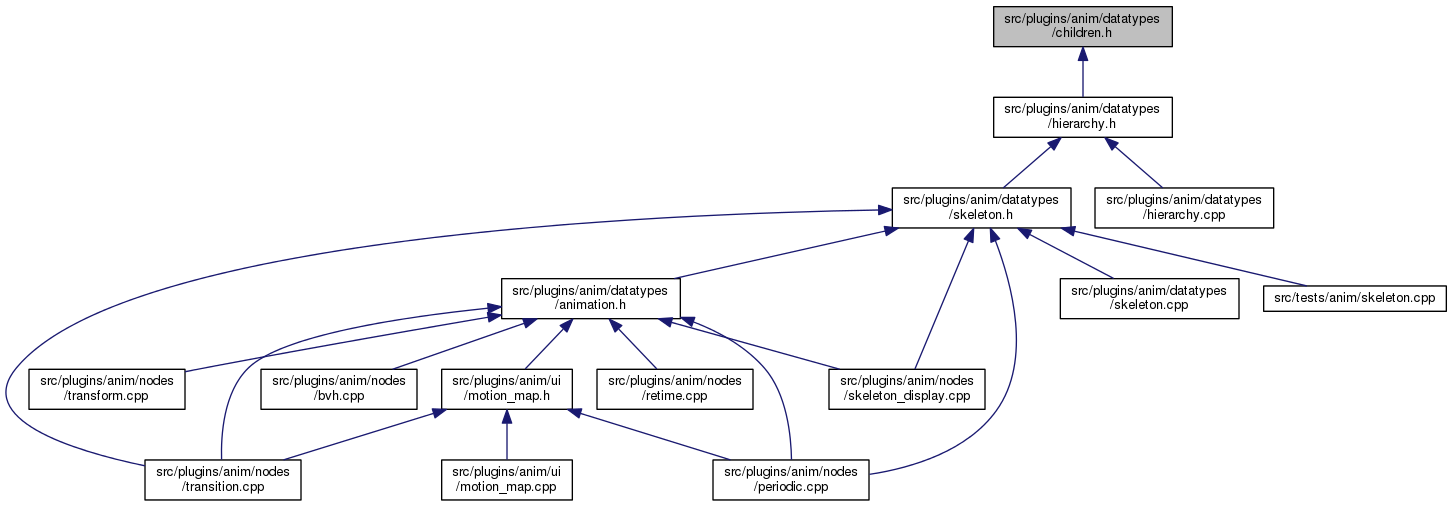 src/plugins/anim/datatypes
/children.h
src/plugins/anim/datatypes
/hierarchy.h
src/plugins/anim/datatypes
/skeleton.h
src/plugins/anim/datatypes
/hierarchy.cpp
src/plugins/anim/datatypes
/animation.h
src/plugins/anim/datatypes
/skeleton.cpp
src/tests/anim/skeleton.cpp
src/plugins/anim/nodes
/transform.cpp
src/plugins/anim/nodes
/bvh.cpp
src/plugins/anim/ui
/motion_map.h
src/plugins/anim/nodes
/retime.cpp
src/plugins/anim/nodes
/skeleton_display.cpp
src/plugins/anim/nodes
/transition.cpp
src/plugins/anim/ui
/motion_map.cpp
src/plugins/anim/nodes
/periodic.cpp